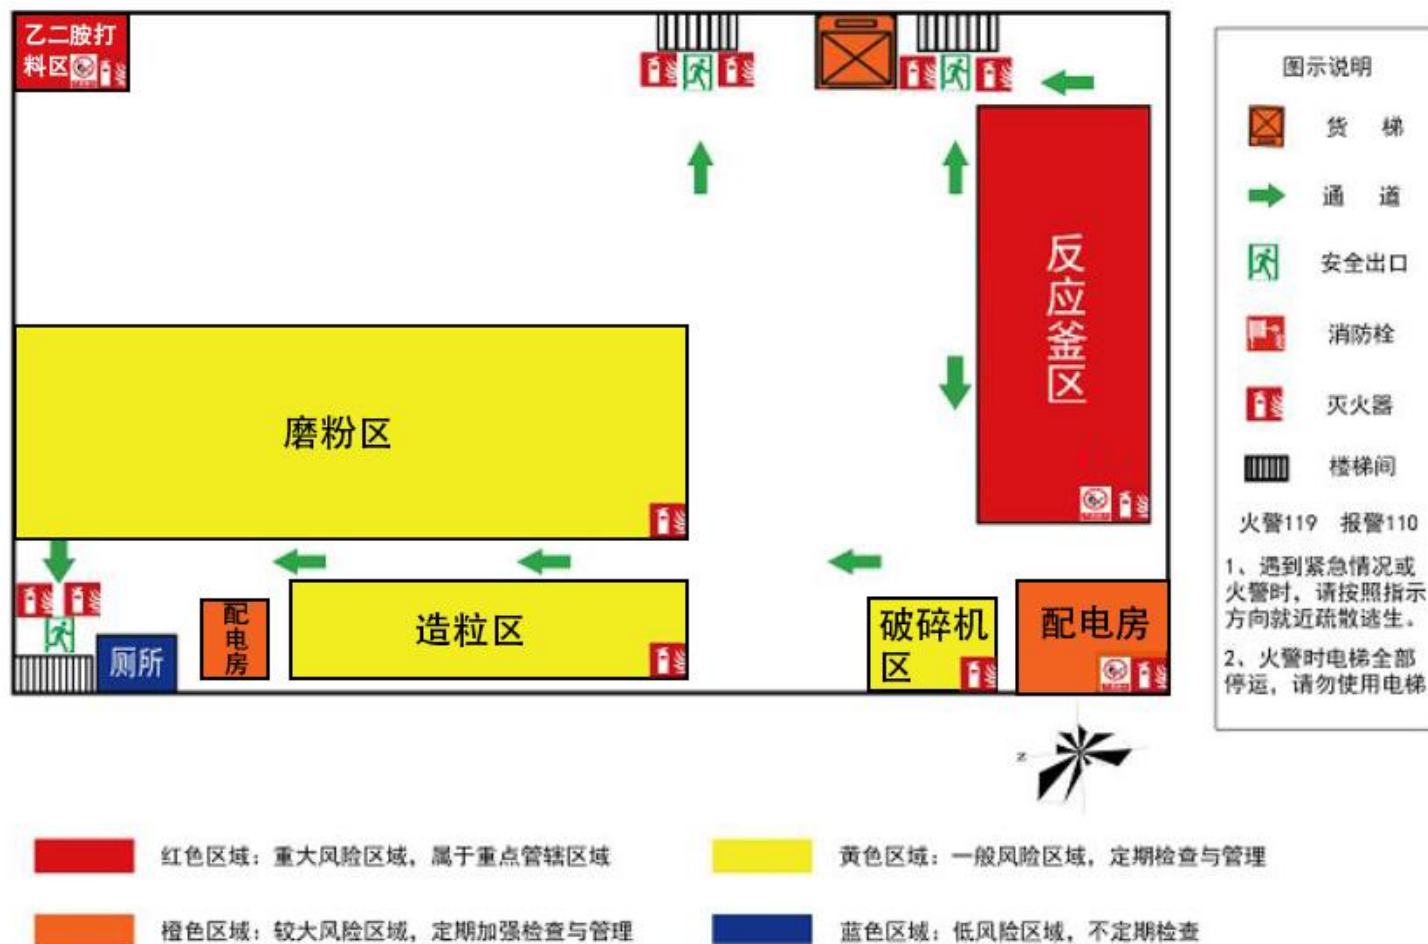 乙二胺打
料区
反应釜区
磨粉区
造粒区
配电房
厕所
破碎机
区
配电房
图示说明
货 梯
通 道
安全出口
消防栓
灭火器
楼梯间
火警119 报警110
1、遇到紧急情况或
火警时，请按照指示
方向就近疏散逃生。
2、火警时电梯全部
停运，请勿使用电梯
N
红色区域：重大风险区域，属于重点管辖区域
黄色区域：一般风险区域，定期检查与管理
橙色区域：较大风险区域，定期加强检查与管理
蓝色区域：低风险区域，不定期检查